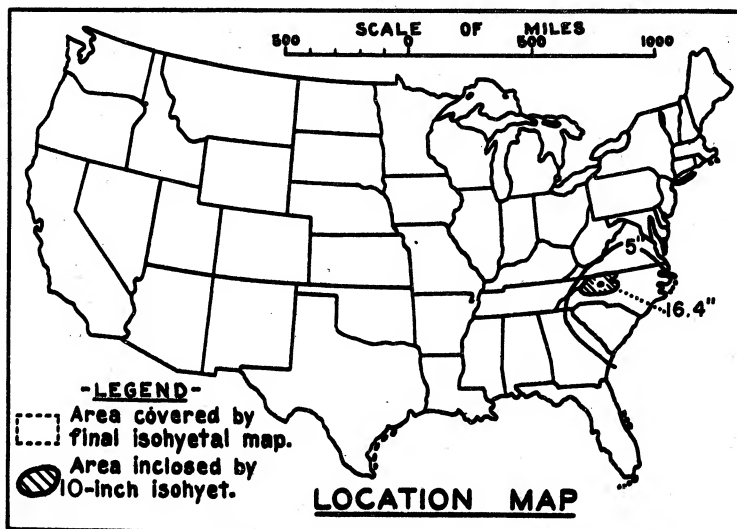 SCALE OF MILES
500 0 500 1000
5"
16.4"
-LEGEND-
Area covered by
final isohyetal map.
Area inclosed by
10-inch isohyet.
LOCATION MAP